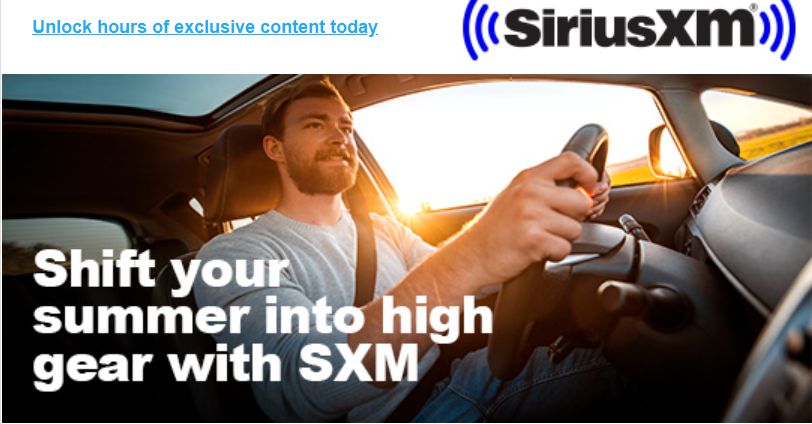 Unlock hours of exclusive content today
SiriusXM®
Shift your
summer into high
gear with SXM